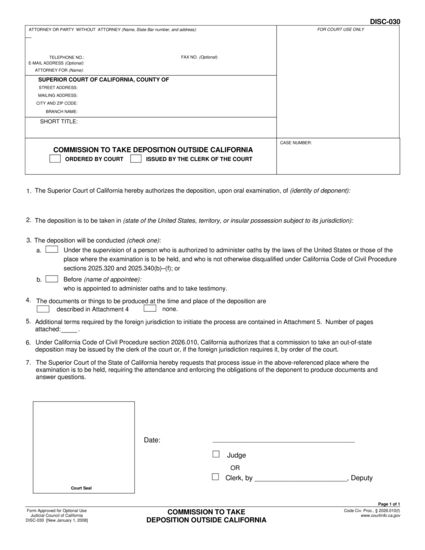 DISC-030
ATTORNEY OR PARTY WITHOUT ATTORNEY (Name, State Bar number, and address):
FOR COURT USE ONLY
TELEPHONE NO.:
FAX NO. (Optional):
E-MAIL ADDRESS (Optional):
ATTORNEY FOR (Name):
SUPERIOR COURT OF CALIFORNIA, COUNTY OF
STREET ADDRESS:
MAILING ADDRESS:
CITY AND ZIP CODE:
BRANCH NAME:
SHORT TITLE:
COMMISSION TO TAKE DEPOSITION OUTSIDE CALIFORNIA
ORDERED BY COURT ISSUED BY THE CLERK OF THE COURT
CASE NUMBER:
1. The Superior Court of California hereby authorizes the deposition, upon oral examination, of (identity of deponent):
2. The deposition is to be taken in (state of the United States, territory, or insular possession subject to its jurisdiction):
3. The deposition will be conducted (check one):
a. Under the supervision of a person who is authorized to administer oaths by the laws of the United States or those of the
place where the examination is to be held, and who is not otherwise disqualified under California Code of Civil Procedure
sections 2025.320 and 2025.340(b)–(f); or
b. Before (name of appointee):
who is appointed to administer oaths and to take testimony.
4. The documents or things to be produced at the time and place of the deposition are
described in Attachment 4 none.
5. Additional terms required by the foreign jurisdiction to initiate the process are contained in Attachment 5. Number of pages
attached:_____ .
6. Under California Code of Civil Procedure section 2026.010, California authorizes that a commission to take an out-of-state
deposition may be issued by the clerk of the court or, if the foreign jurisdiction requires it, by order of the court.
7. The Superior Court of the State of California hereby requests that process issue in the above-referenced place where the
examination is to be held, requiring the attendance and enforcing the obligations of the deponent to produce documents and
answer questions.
Date:
Judge
OR
Clerk, by ________________________, Deputy
Court Seal
Page 1 of 1
Form Approved for Optional Use
Judicial Council of California
DISC-030 [New January 1, 2008]
COMMISSION TO TAKE
DEPOSITION OUTSIDE CALIFORNIA
Code Civ. Proc., § 2026.010(f)
www.courtinfo.ca.gov